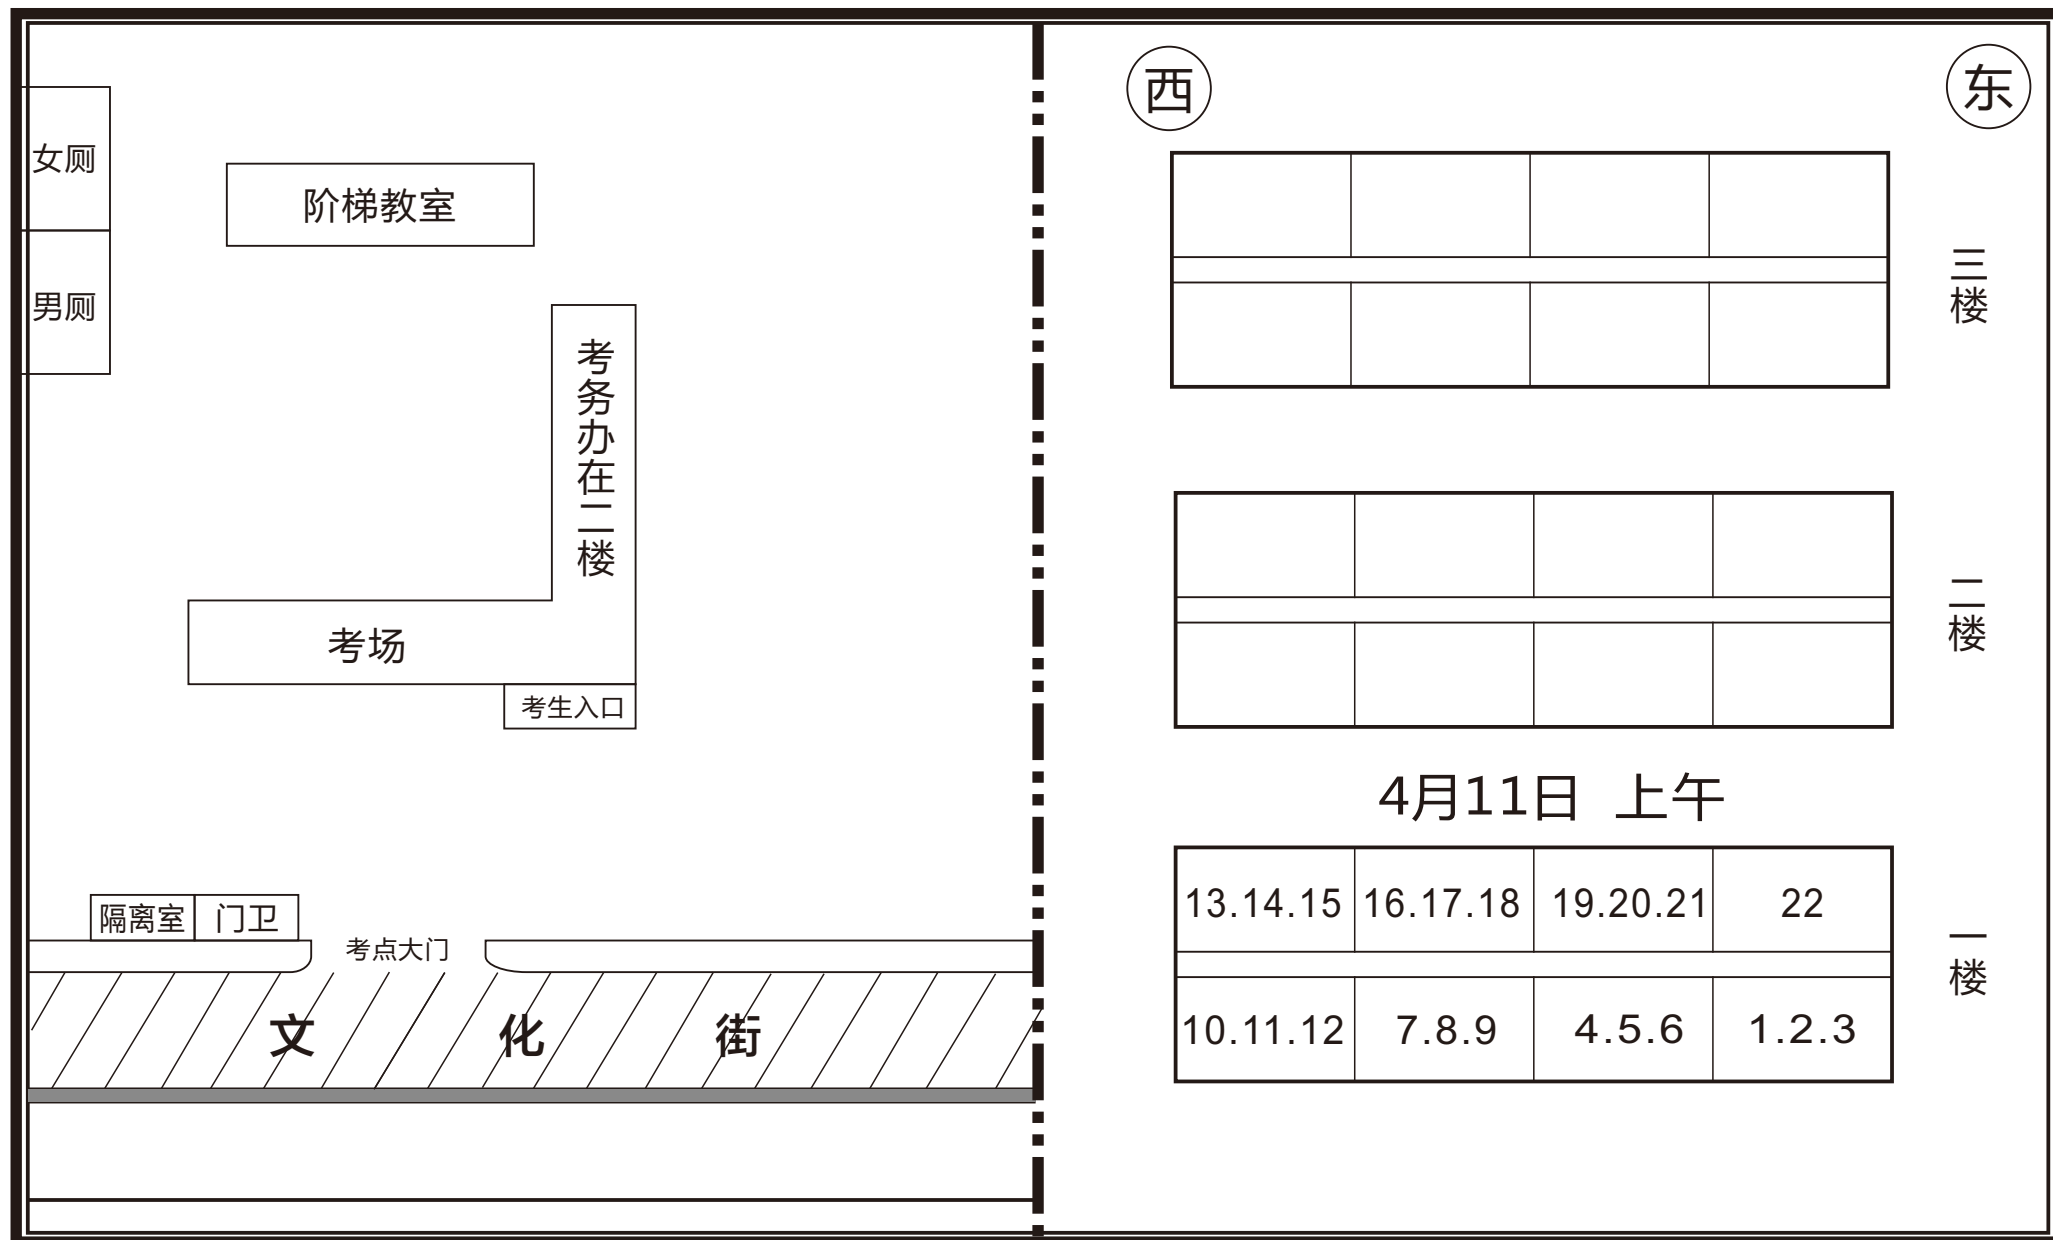 女厕
男厕
阶梯教室
考务办在二楼
考场
考生入口
隔离室
门卫
考点大门
文化街
西
东
三楼
二楼
4月11日 上午
13.14.15
16.17.18
19.20.21
22
一楼
10.11.12
7.8.9
4.5.6
1.2.3